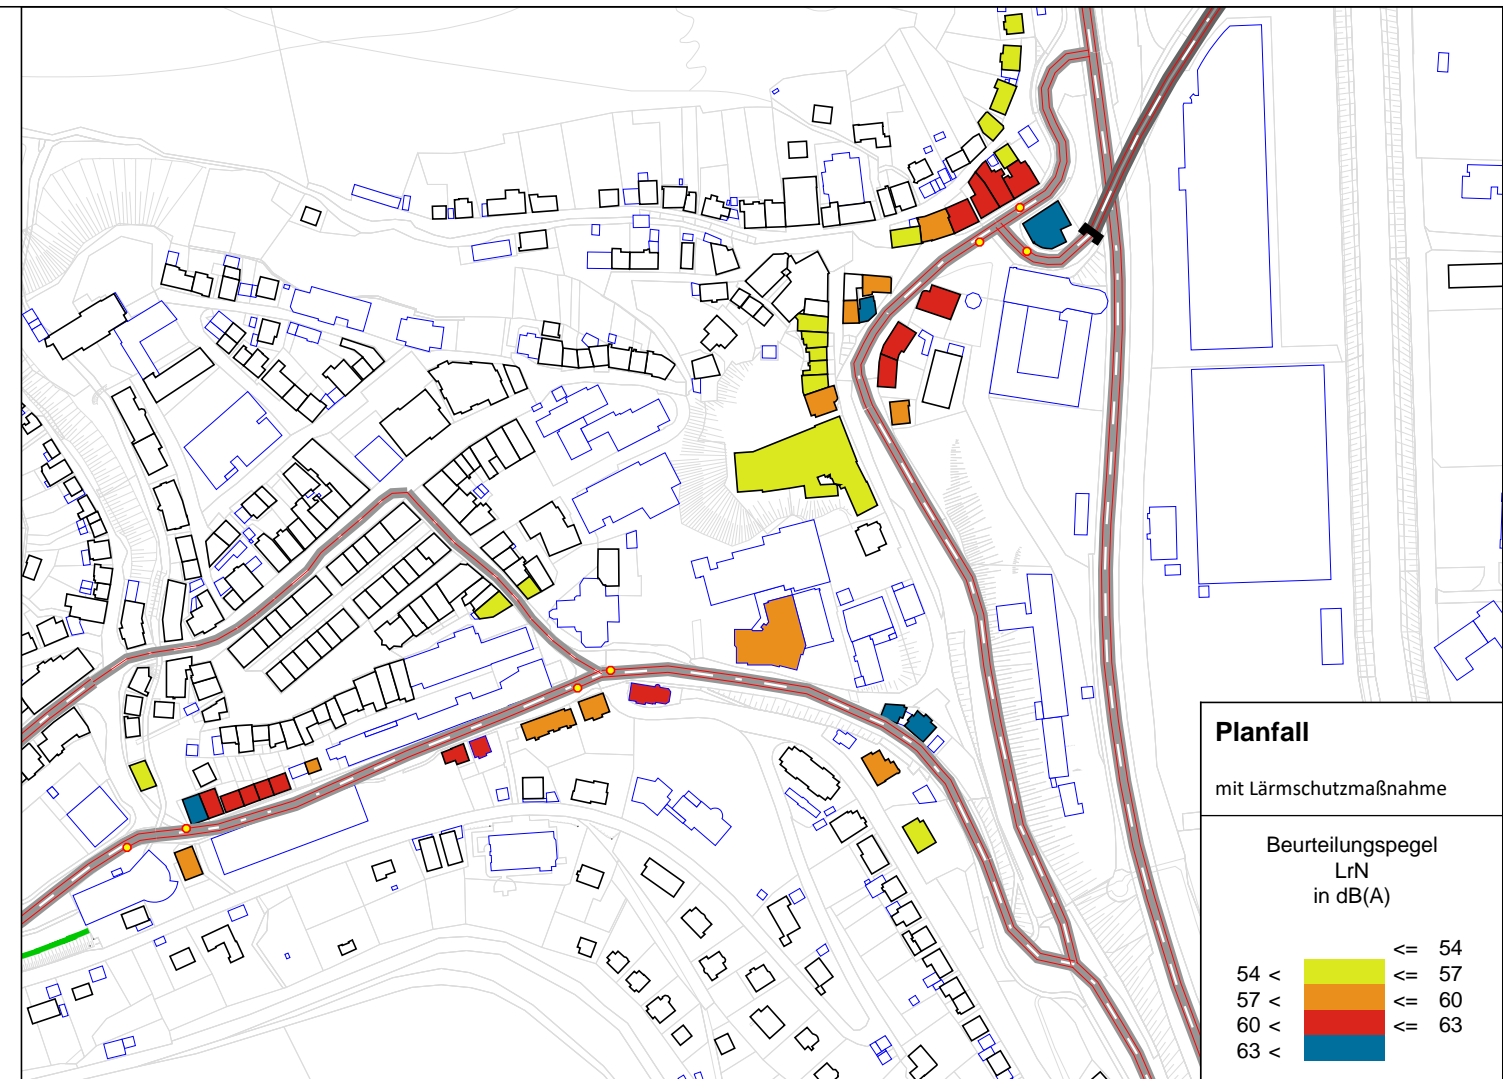 Planfall
mit Lärmschutzmaßnahme
Beurteilungspegel
LrN
in dB(A)
<= 54
54 < <= 57
57 < <= 60
60 < <= 63
63 <